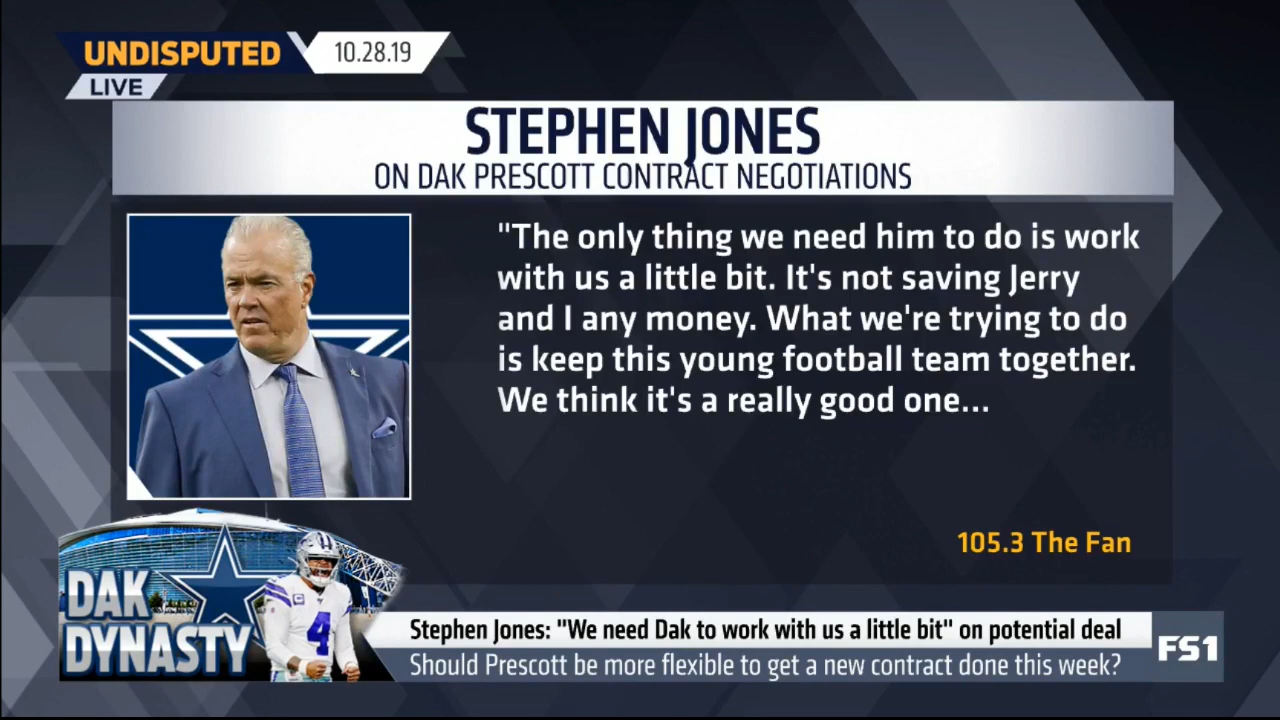 UNDISPUTED
10.28.19
LIVE
STEPHEN JONES
ON DAK PRESCOTT CONTRACT NEGOTIATIONS
"The only thing we need him to do is work
with us a little bit. It's not saving Jerry
and I any money. What we're trying to do
is keep this young football team together.
We think it's a really good one...
105.3 The Fan
DAK
DYNASTY
4
Stephen Jones: "We need Dak to work with us a little bit" on potential deal
Should Prescott be more flexible to get a new contract done this week?
FS1